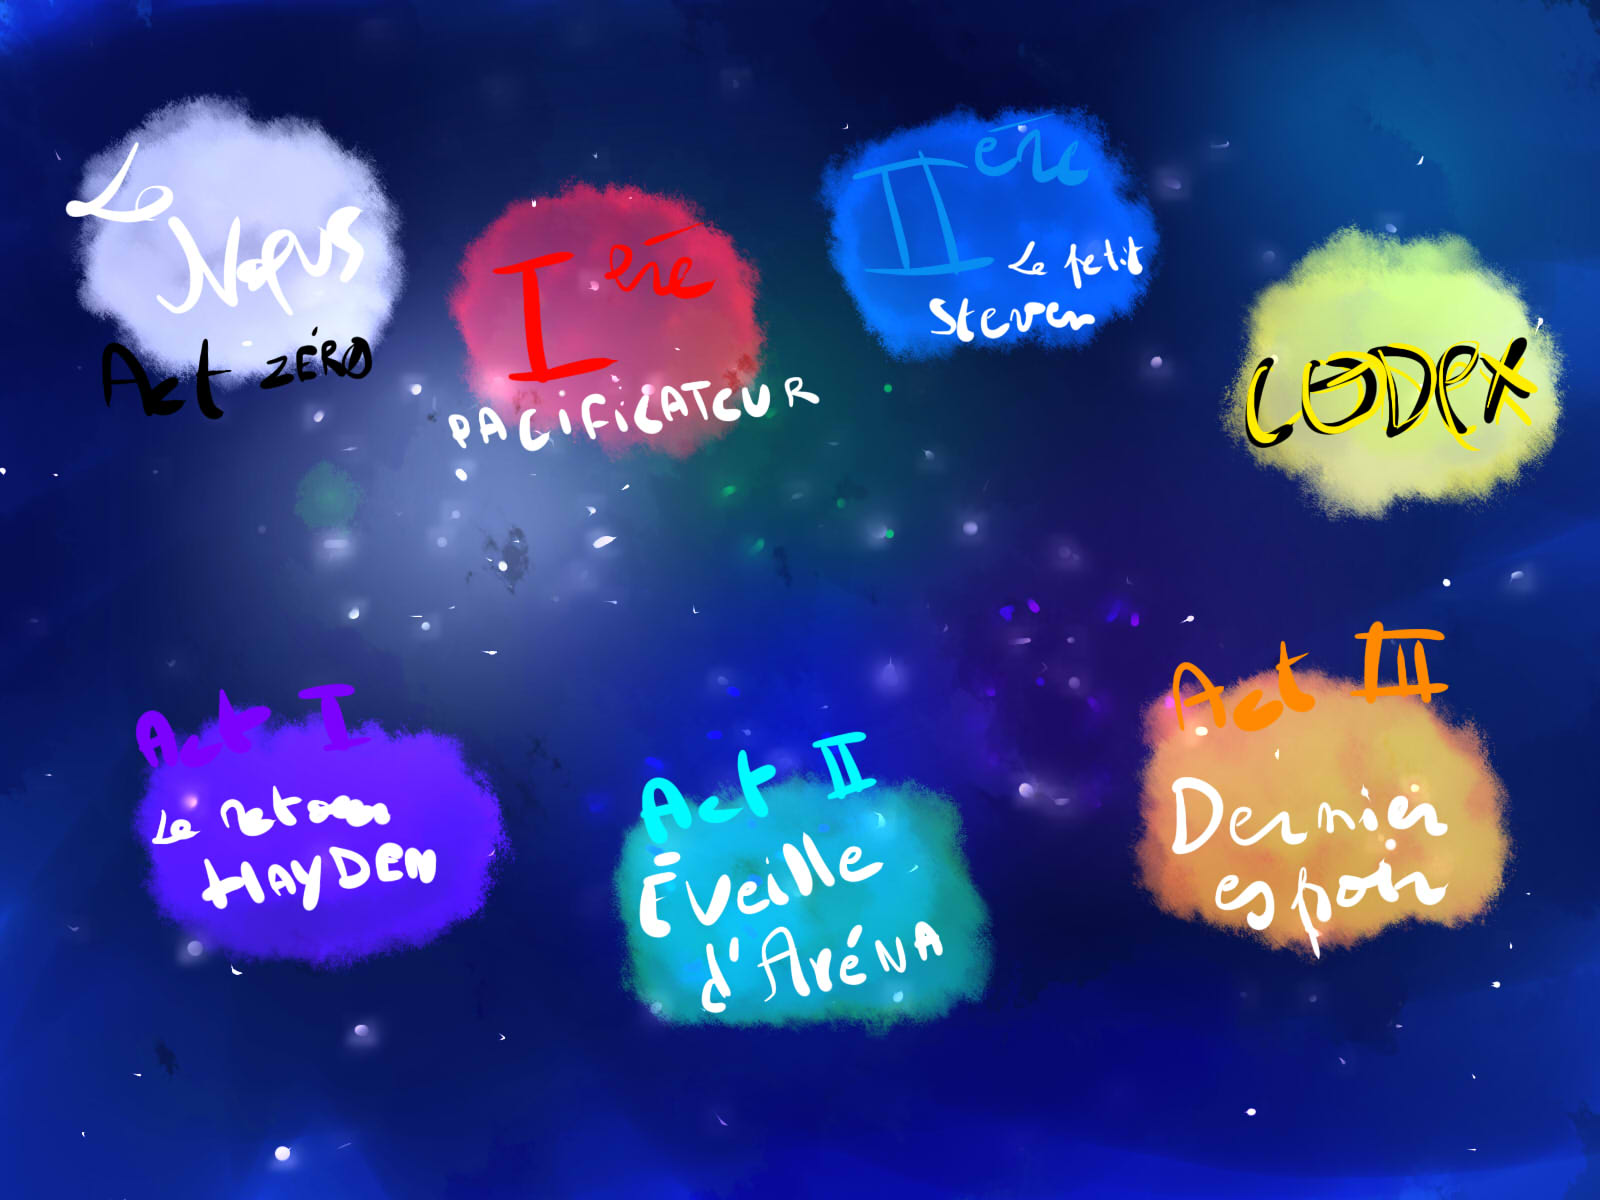 Le
Nexus
Act ZÉRO
I ère
PACIFICATEUR
II ère
Le petit
Steven
CODEX
Act I
Le retour
HAYDEN
Act II
Éveille
d'Aréna
Act III
Dernier
espoir